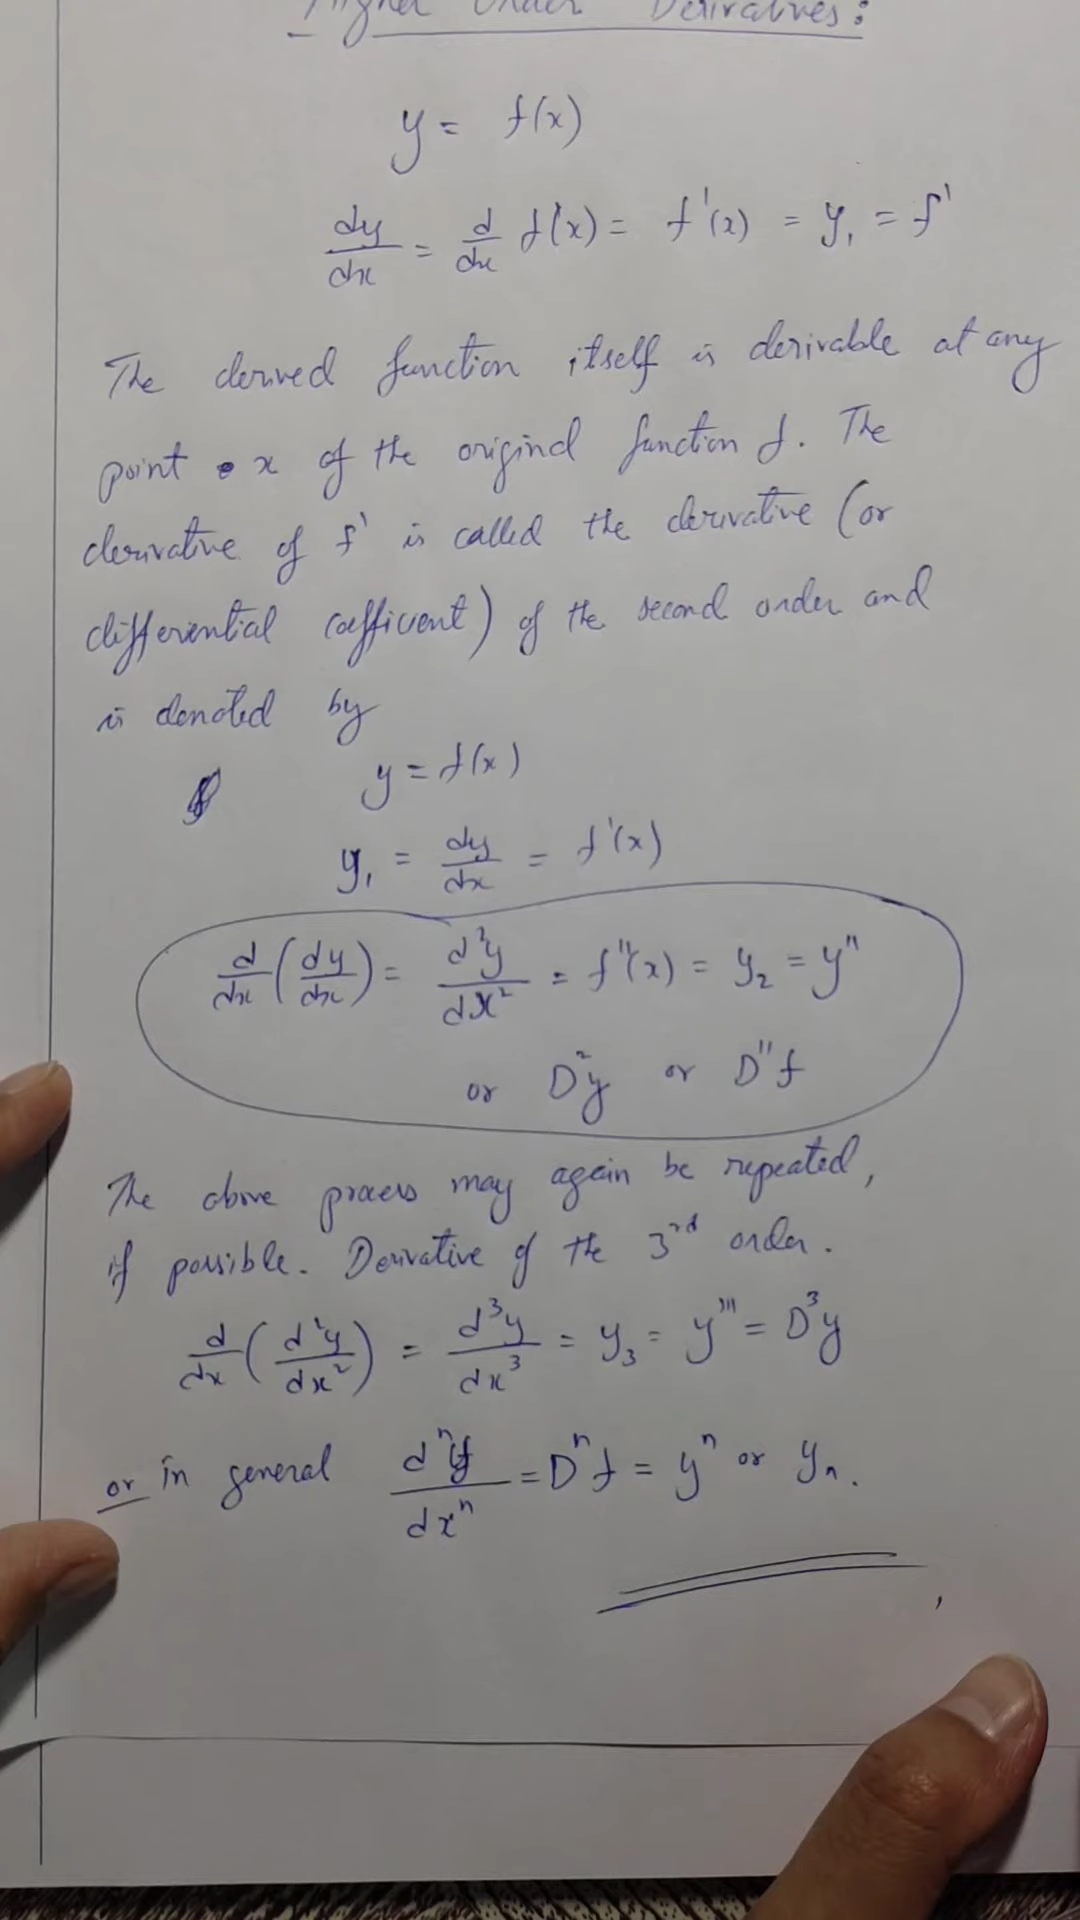 Higher Order Derivatives:
y = f(x)
dy/dx = d/dx f(x) = f'(x) = y₁ = f'
The derived function itself is derivable at any
point x of the original function f. The
derivative of f' is called the derivative (or
differential coefficient) of the second order and
is denoted by
y = f(x)
y₁ = dy/dx = f'(x)
d/dx (dy/dx) = d²y/dx² = f''(x) = y₂ = y''
or D²y or D''f
The above process may again be repeated,
if possible. Derivative of the 3rd order.
d/dx (d²y/dx²) = d³y/dx³ = y₃ = y''' = D³y
or in general dⁿy/dxⁿ = Dⁿf = yⁿ or yₙ.